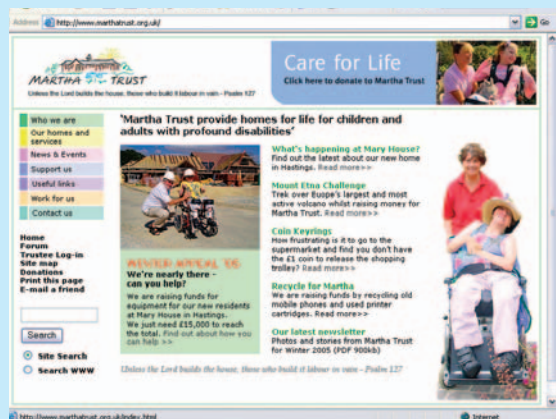 Address http://www.marthatrust.org.uk/ Go
MARTHA TRUST
Unless the Lord builds the house, those who build it labour in vain - Psalm 127
Care for Life
Click here to donate to Martha Trust
Who we are
Our homes and
services
News & Events
Support us
Useful links
Work for us
Contact us
Home
Forum
Trustee Log-in
Site map
Donations
Print this page
E-mail a friend
Search
Site Search
Search WWW
'Martha Trust provide homes for life for children and
adults with profound disabilities'
We're nearly there -
can you help?
We are raising funds for
equipment for our new residents
at Mary House in Hastings.
We just need £15,000 to reach
the total. Find out about how you
can help >>
What's happening at Mary House?
Find out the latest about our new home
in Hastings. Read more>>
Mount Etna Challenge
Trek over Euope's largest and most
active volcano whilst raising money for
Martha Trust. Read more>>
Coin Keyrings
How frustrating is it to go to the
supermarket and find you don't have
the £1 coin to release the shopping
trolley? Read more>>
Recycle for Martha
We are raising funds by recycling old
mobile phones and used printer
cartridges. Read more>>
Our latest newsletter
Photos and stories from Martha Trust
for Winter 2005 (PDF 900kb)
Unless the Lord builds the house, those who build it labour in vain - Psalm 127
http://www.marthatrust.org.uk/index.html Internet